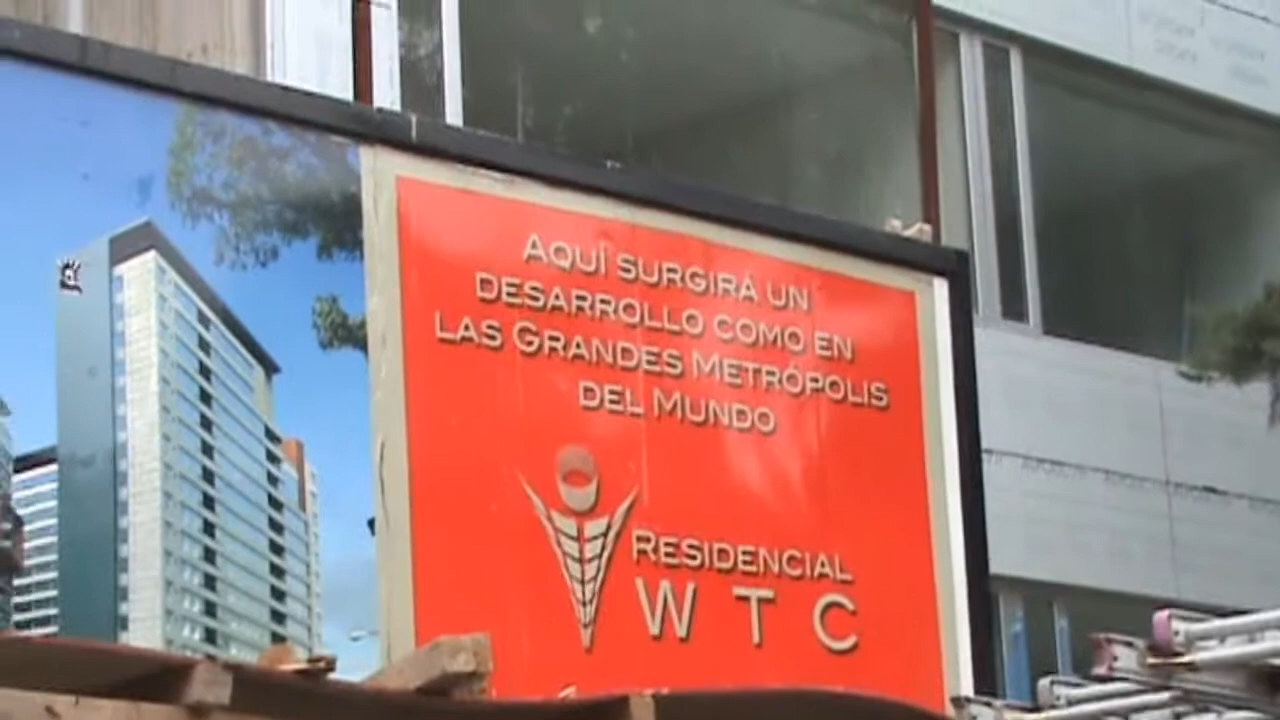 AQUÍ SURGIRÁ UN
DESARROLLO COMO EN
LAS GRANDES METRÓPOLIS
DEL MUNDO
RESIDENCIAL
WTC